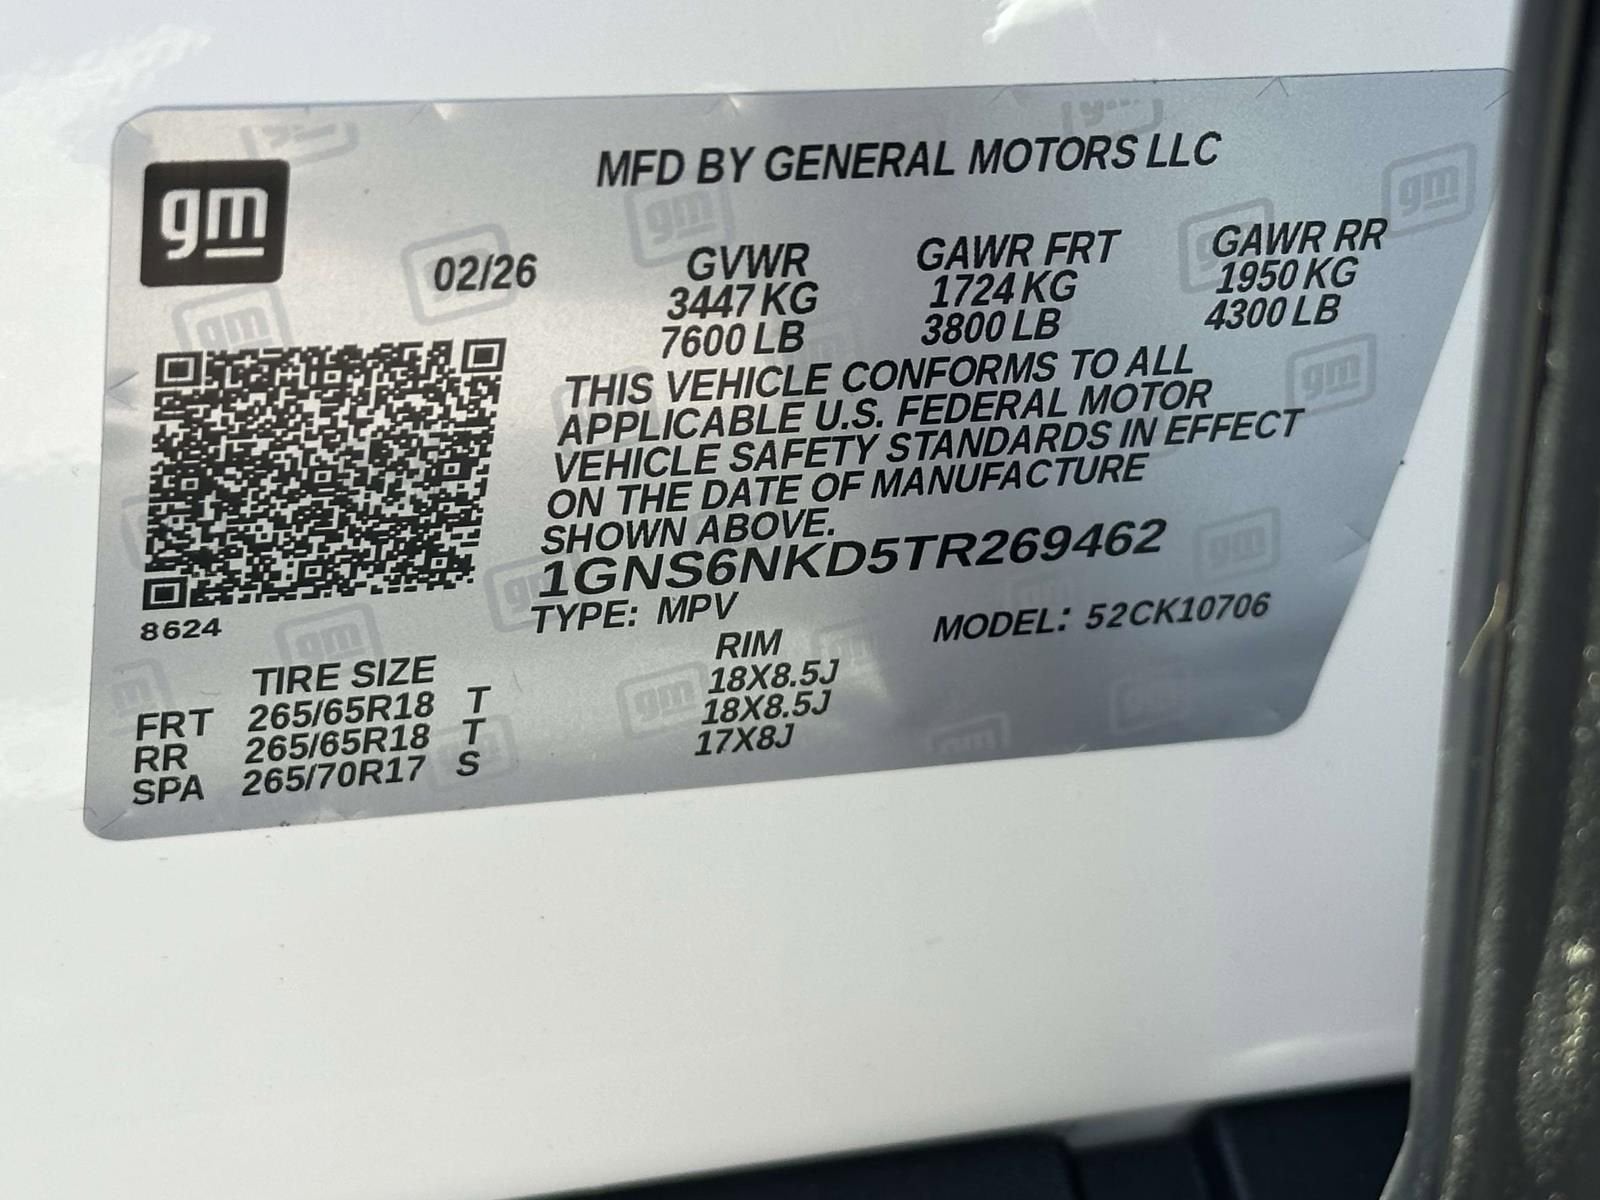 MFD BY GENERAL MOTORS LLC
gm
02/26
GVWR GAWR FRT GAWR RR
3447 KG 1724 KG 1950 KG
7600 LB 3800 LB 4300 LB
THIS VEHICLE CONFORMS TO ALL
APPLICABLE U.S. FEDERAL MOTOR
VEHICLE SAFETY STANDARDS IN EFFECT
ON THE DATE OF MANUFACTURE
SHOWN ABOVE.
1GNS6NKD5TR269462
TYPE: MPV MODEL: 52CK10706
8624
TIRE SIZE RIM
FRT 265/65R18 T 18X8.5J
RR 265/65R18 T 18X8.5J
SPA 265/70R17 S 17X8J